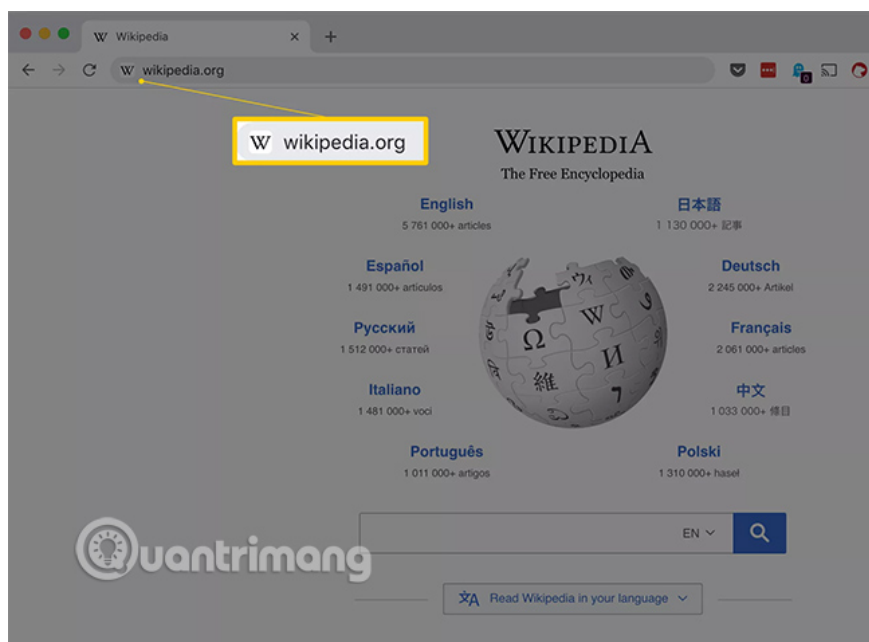 W Wikipedia
W wikipedia.org
0
W wikipedia.org
WIKIPEDIA
The Free Encyclopedia
English
5 761 000+ articles
日本語
1 130 000+ 記事
Español
1 491 000+ artículos
Deutsch
2 245 000+ Artikel
Русский
1 512 000+ статей
Français
2 061 000+ articles
Italiano
1 481 000+ voci
中文
1 033 000+ 條目
Português
1 011 000+ artigos
Polski
1 310 000+ haseł
Ω W И 維 7
EN
Quantrimang
Read Wikipedia in your language